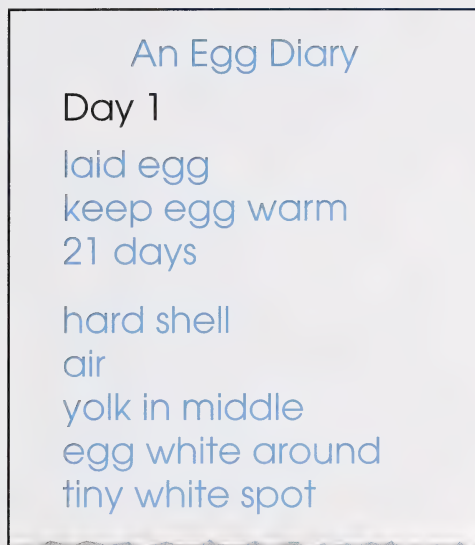 An Egg Diary
Day 1
laid egg
keep egg warm
21 days
hard shell
air
yolk in middle
egg white around
tiny white spot